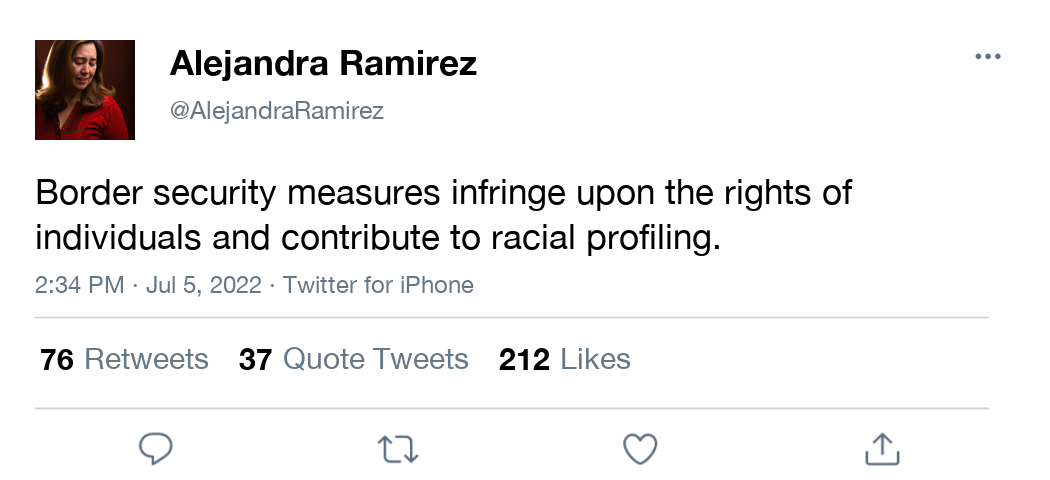 Alejandra Ramirez
@AlejandraRamirez
Border security measures infringe upon the rights of
individuals and contribute to racial profiling.
2:34 PM · Jul 5, 2022 · Twitter for iPhone
76 Retweets 37 Quote Tweets 212 Likes